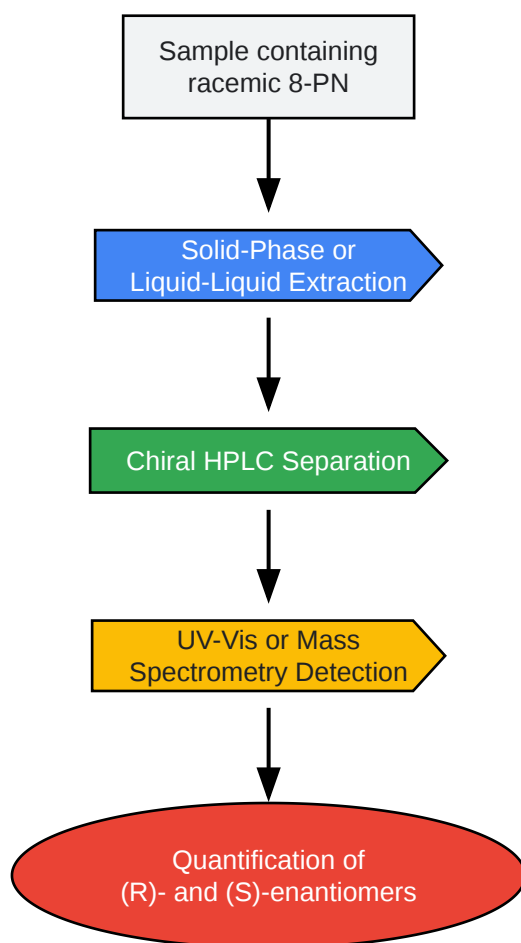 Sample containing
racemic 8-PN
Solid-Phase or
Liquid-Liquid Extraction
Chiral HPLC Separation
UV-Vis or Mass
Spectrometry Detection
Quantification of
(R)- and (S)-enantiomers